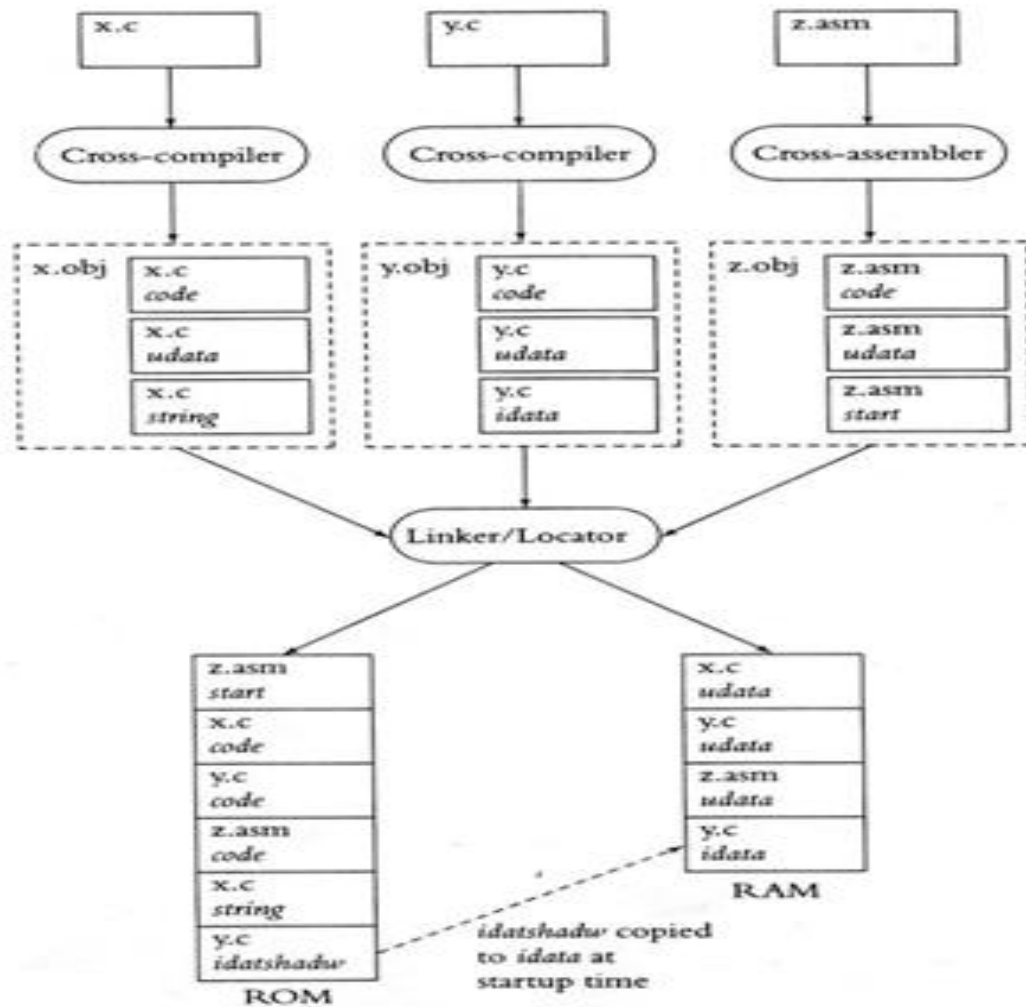 x.c
y.c
z.asm
Cross-compiler
Cross-compiler
Cross-assembler
x.obj
x.c
code
x.c
udata
x.c
string
y.obj
y.c
code
y.c
udata
y.c
idata
z.obj
z.asm
code
z.asm
udata
z.asm
start
Linker/Locator
z.asm
start
x.c
code
y.c
code
z.asm
code
x.c
string
y.c
idatshadw
ROM
x.c
udata
y.c
udata
z.asm
udata
y.c
idata
RAM
idatshadw copied
to idata at
startup time